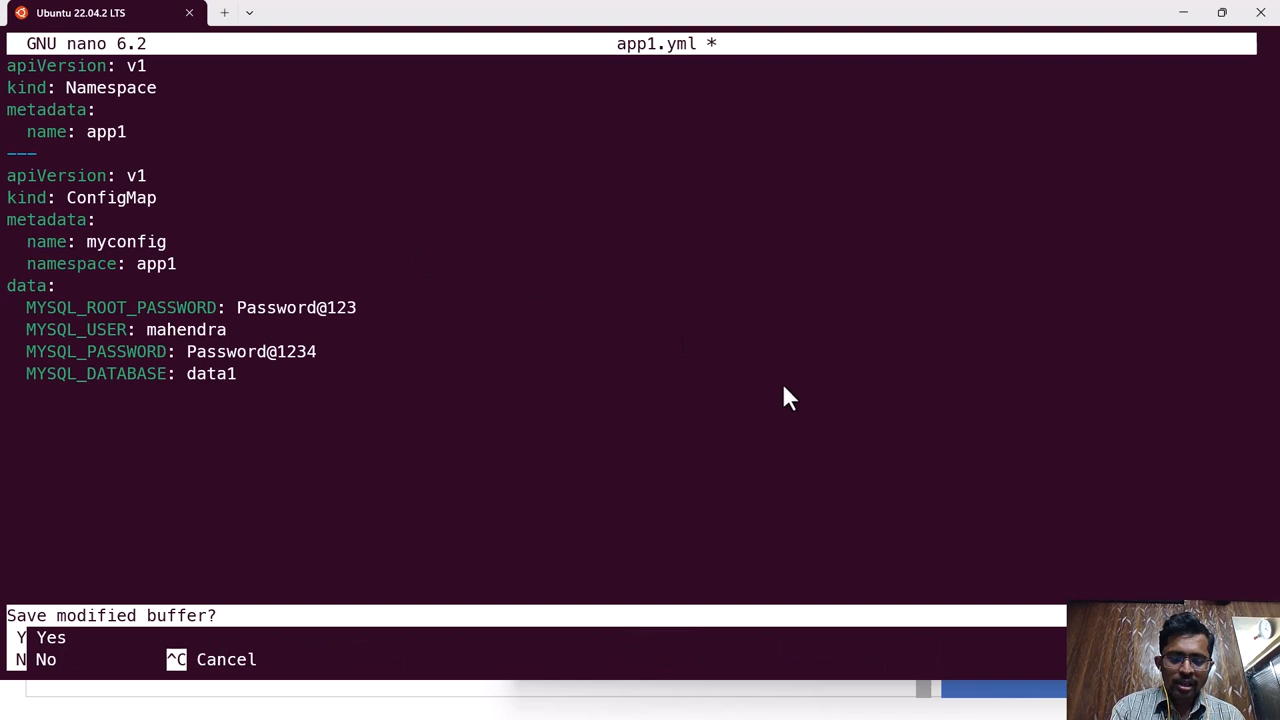 Ubuntu 22.04.2 LTS
GNU nano 6.2 app1.yml *
apiVersion: v1
kind: Namespace
metadata:
  name: app1
---
apiVersion: v1
kind: ConfigMap
metadata:
  name: myconfig
  namespace: app1
data:
  MYSQL_ROOT_PASSWORD: Password@123
  MYSQL_USER: mahendra
  MYSQL_PASSWORD: Password@1234
  MYSQL_DATABASE: data1
Save modified buffer?
Y Yes
N No ^C Cancel